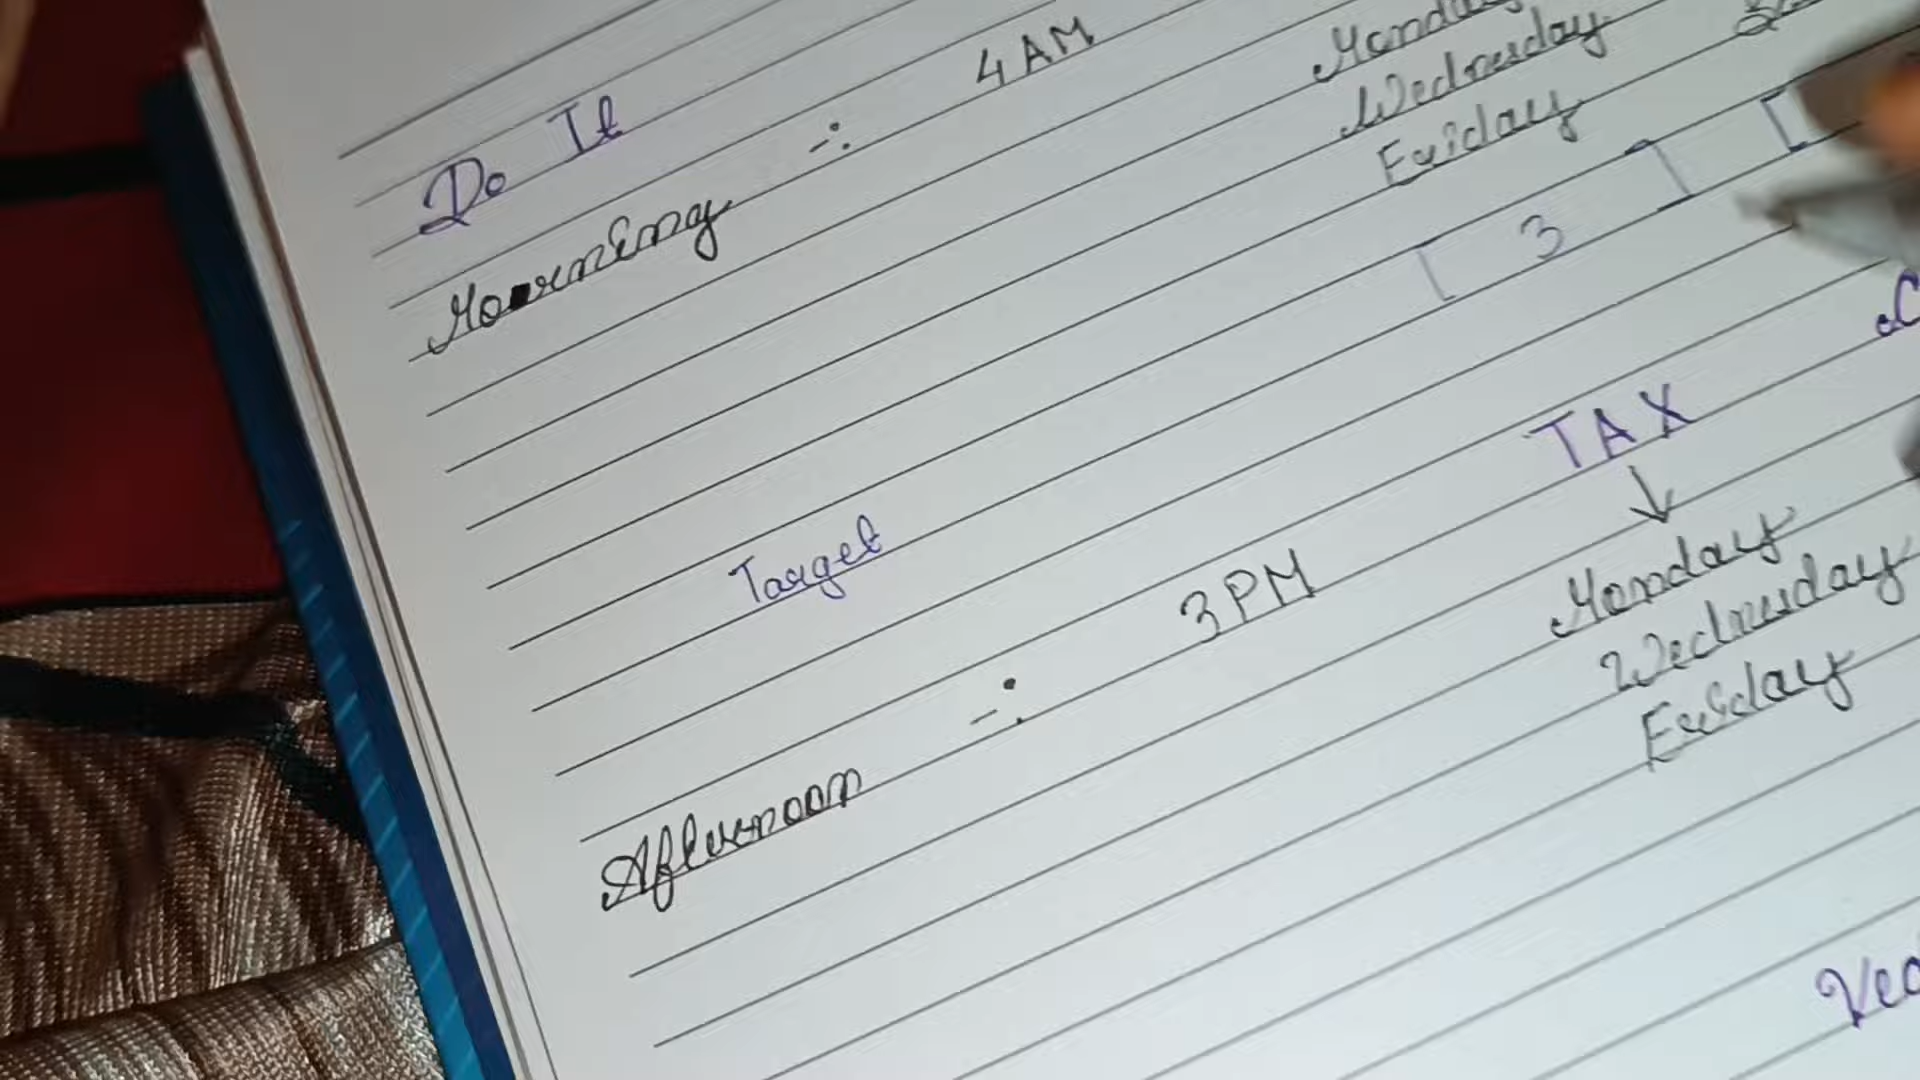 Do It
Morning :- 4 AM
Monday
Wednesday
Friday
[ 3 ] [
Target
TAX
↓
Afternoon :- 3 PM
Monday
Wednesday
Friday